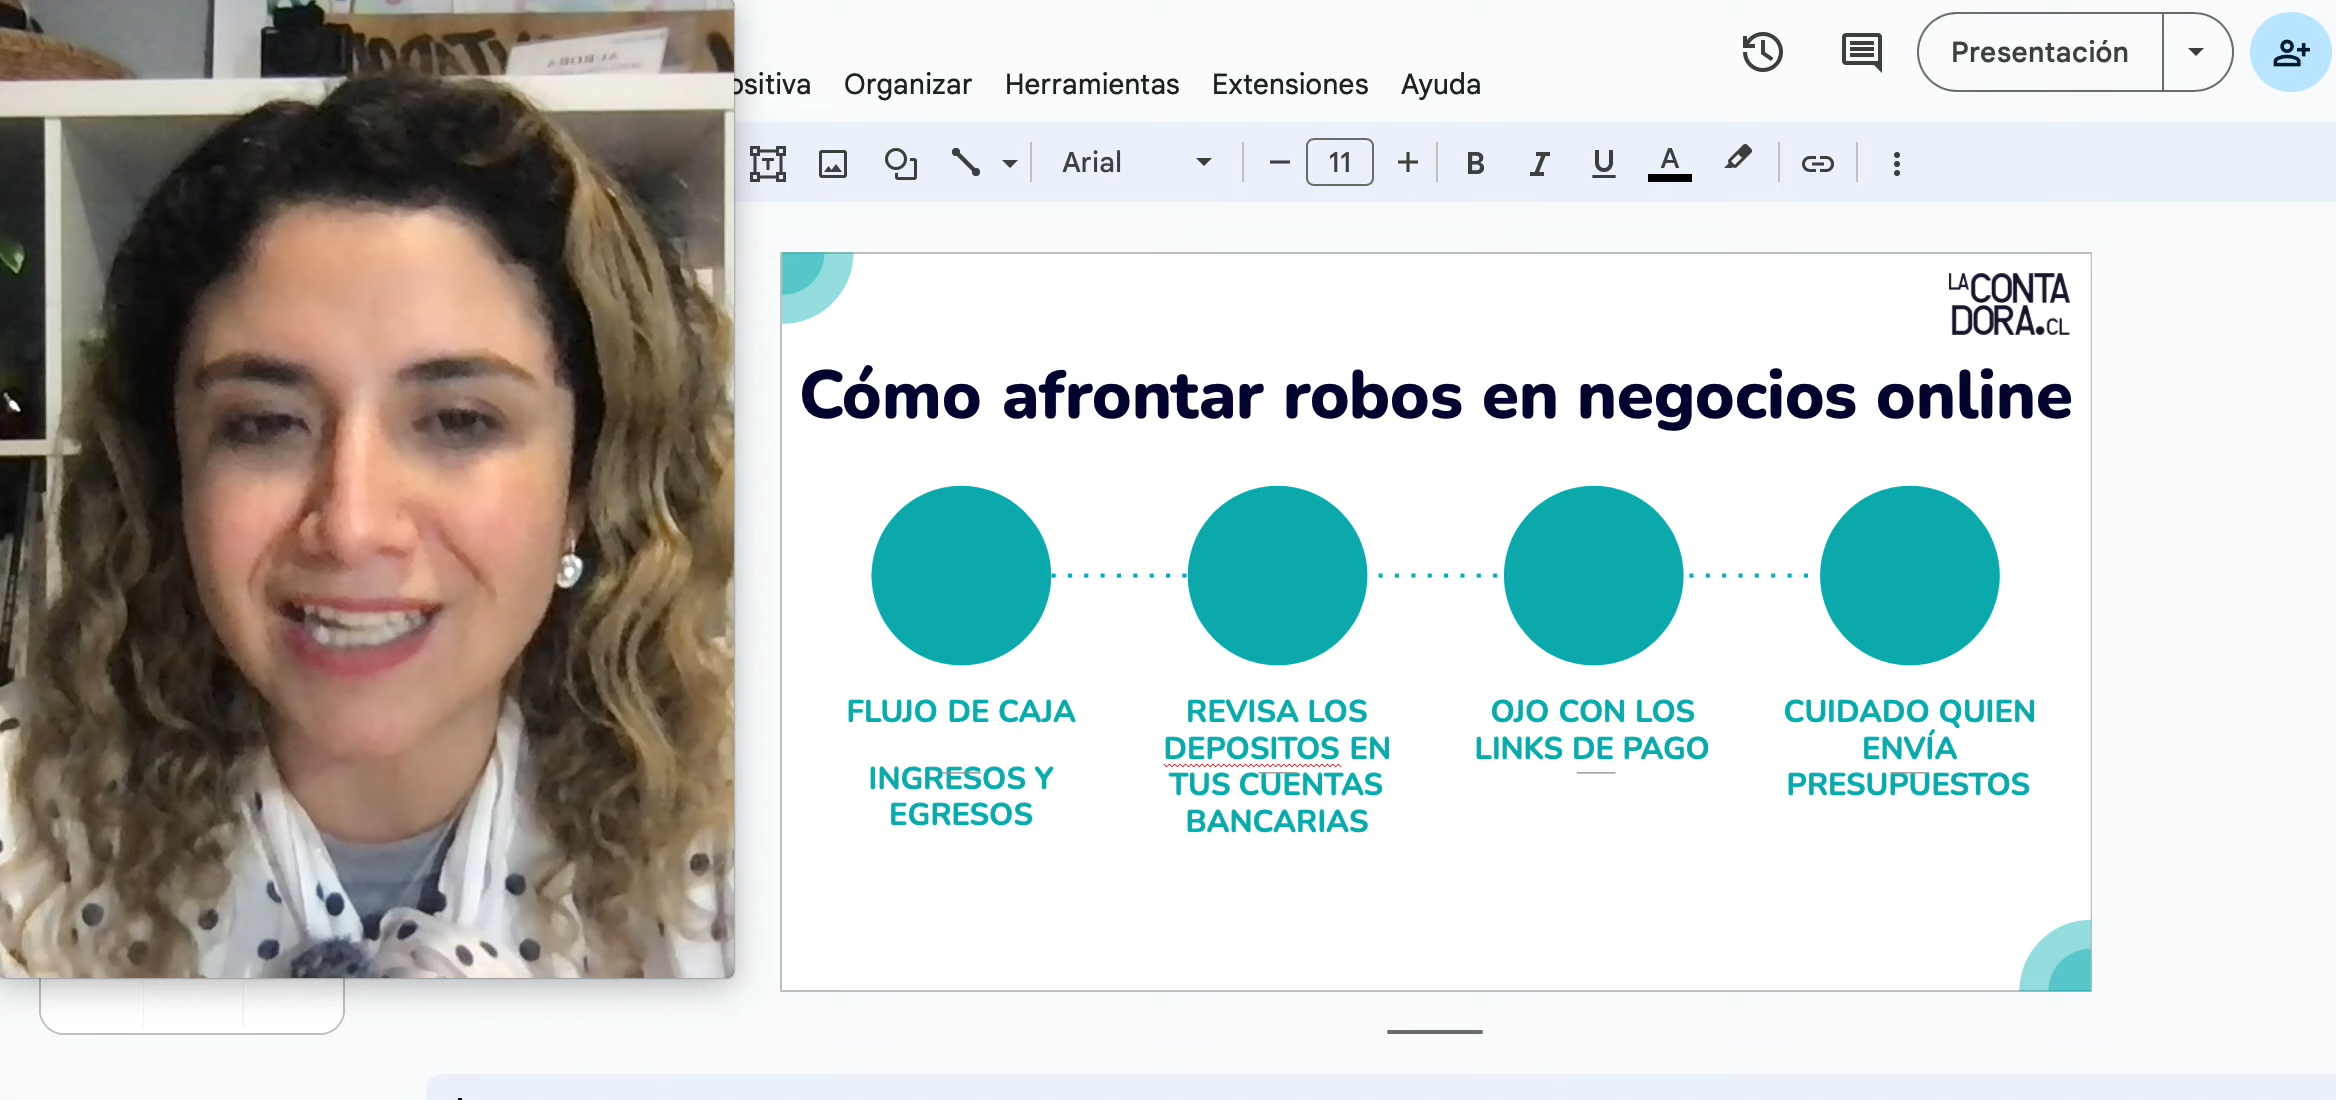 ositiva Organizar Herramientas Extensiones Ayuda
Presentación
Arial
11
B I U A
LA CONTA
DORA.CL
Cómo afrontar robos en negocios online
FLUJO DE CAJA
INGRESOS Y
EGRESOS
REVISA LOS
DEPOSITOS EN
TUS CUENTAS
BANCARIAS
OJO CON LOS
LINKS DE PAGO
CUIDADO QUIEN
ENVÍA
PRESUPUESTOS